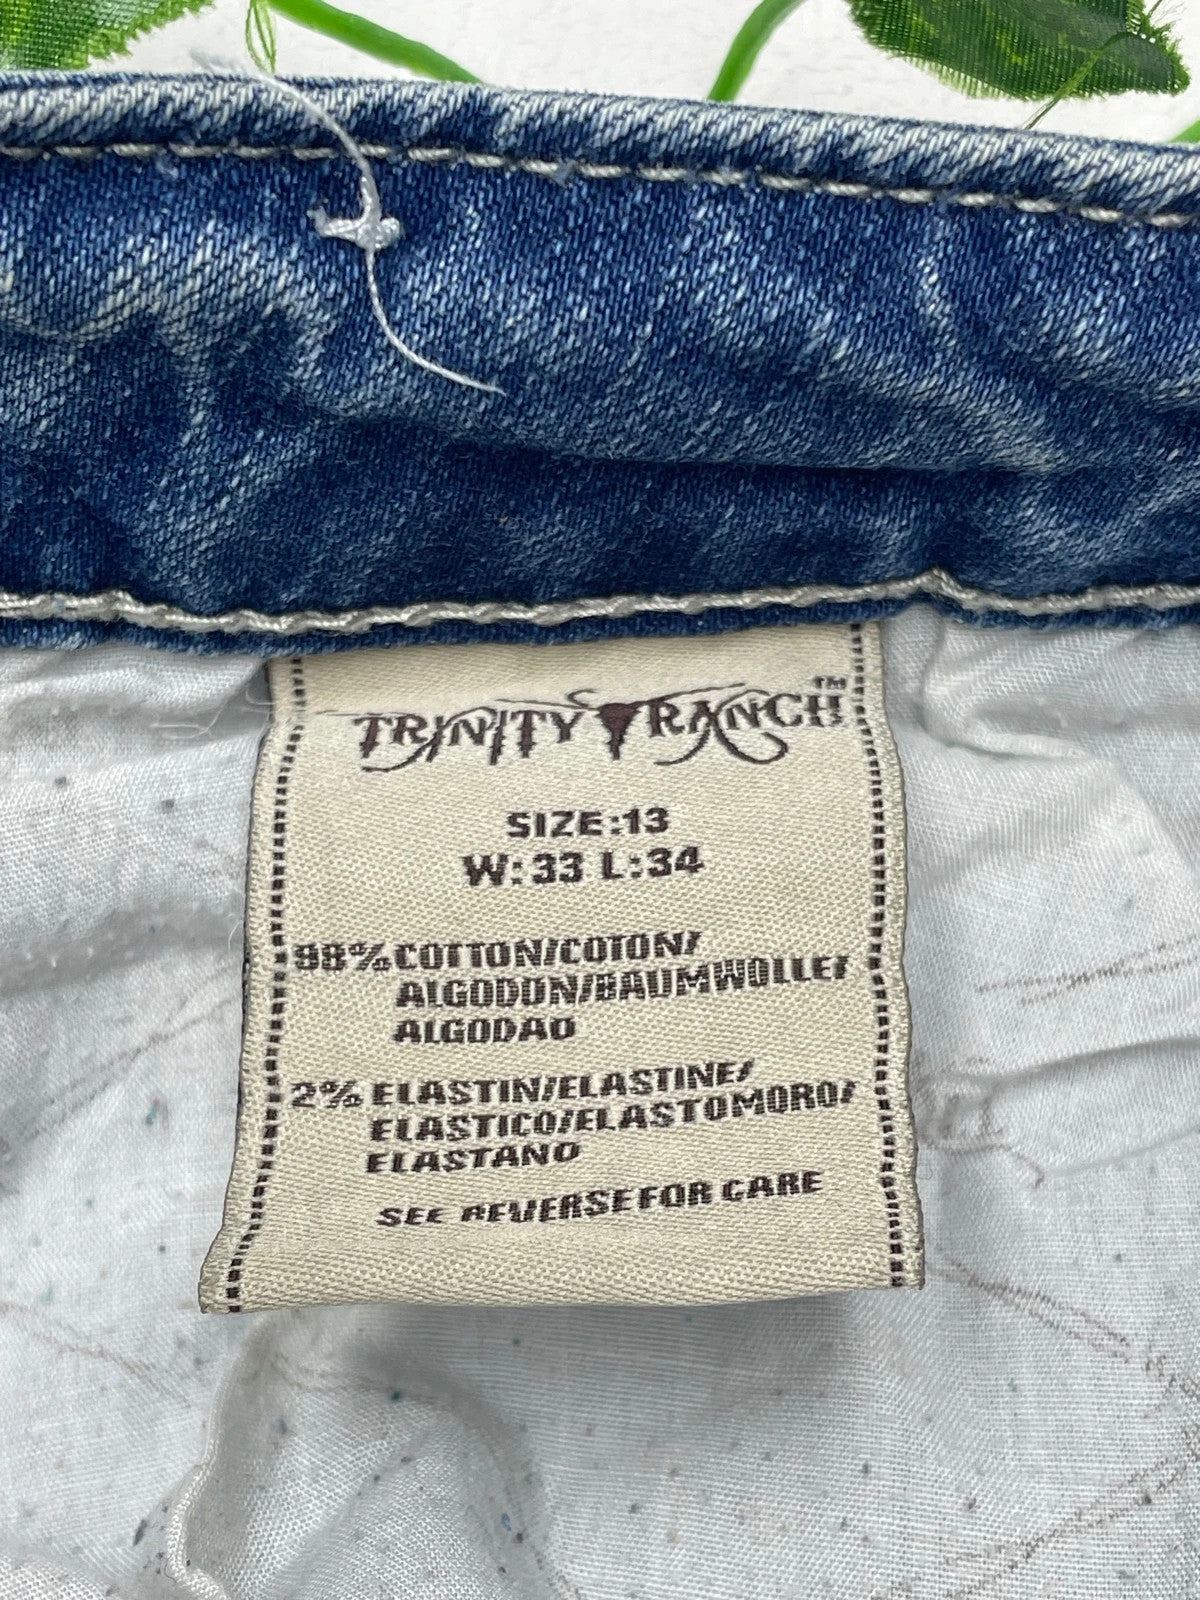 TRINITY RANCH™
SIZE:13
W:33 L:34
98% COTTON/COTON/
ALGODON/BAUMWOLLE/
ALGODAO
2% ELASTIN/ELASTINE/
ELASTICO/ELASTOMORO/
ELASTANO
SEE REVERSE FOR CARE